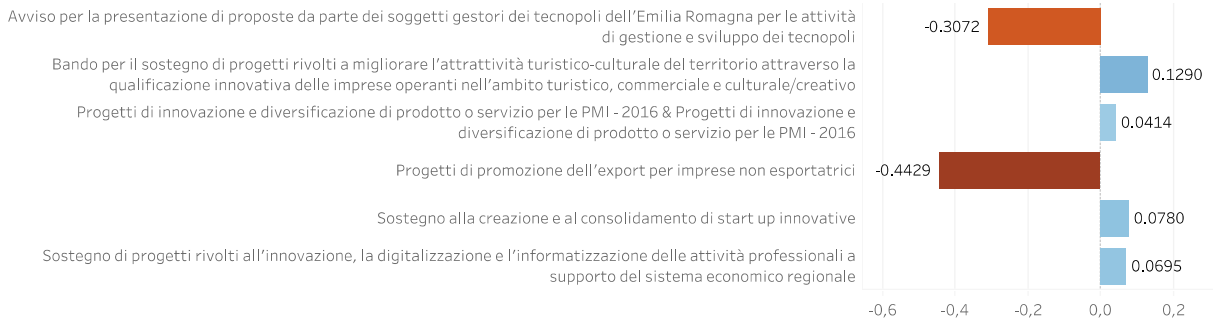 Avviso per la presentazione di proposte da parte dei soggetti gestori dei tecnopoli dell'Emilia Romagna per le attività
di gestione e sviluppo dei tecnopoli
-0.3072
Bando per il sostegno di progetti rivolti a migliorare l'attrattività turistico-culturale del territorio attraverso la
qualificazione innovativa delle imprese operanti nell'ambito turistico, commerciale e culturale/creativo
0.1290
Progetti di innovazione e diversificazione di prodotto o servizio per le PMI - 2016 & Progetti di innovazione e
diversificazione di prodotto o servizio per le PMI - 2016
0.0414
Progetti di promozione dell'export per imprese non esportatrici
-0.4429
Sostegno alla creazione e al consolidamento di start up innovative
0.0780
Sostegno di progetti rivolti all'innovazione, la digitalizzazione e l'informatizzazione delle attività professionali a
supporto del sistema economico regionale
0.0695
-0,6 -0,4 -0,2 0,0 0,2